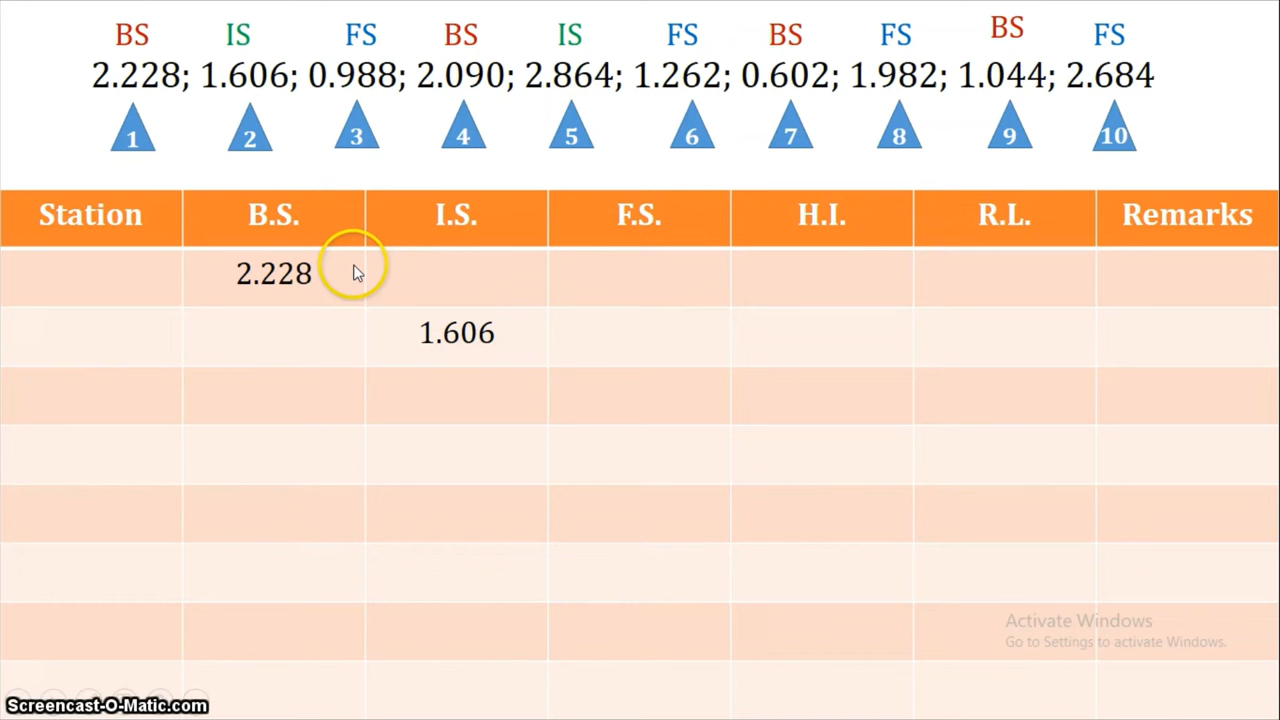 BS IS FS BS IS FS BS FS BS FS
2.228; 1.606; 0.988; 2.090; 2.864; 1.262; 0.602; 1.982; 1.044; 2.684
1 2 3 4 5 6 7 8 9 10
Station B.S. I.S. F.S. H.I. R.L. Remarks
2.228
1.606
Activate Windows
Go to Settings to activate Windows.
Screencast-O-Matic.com